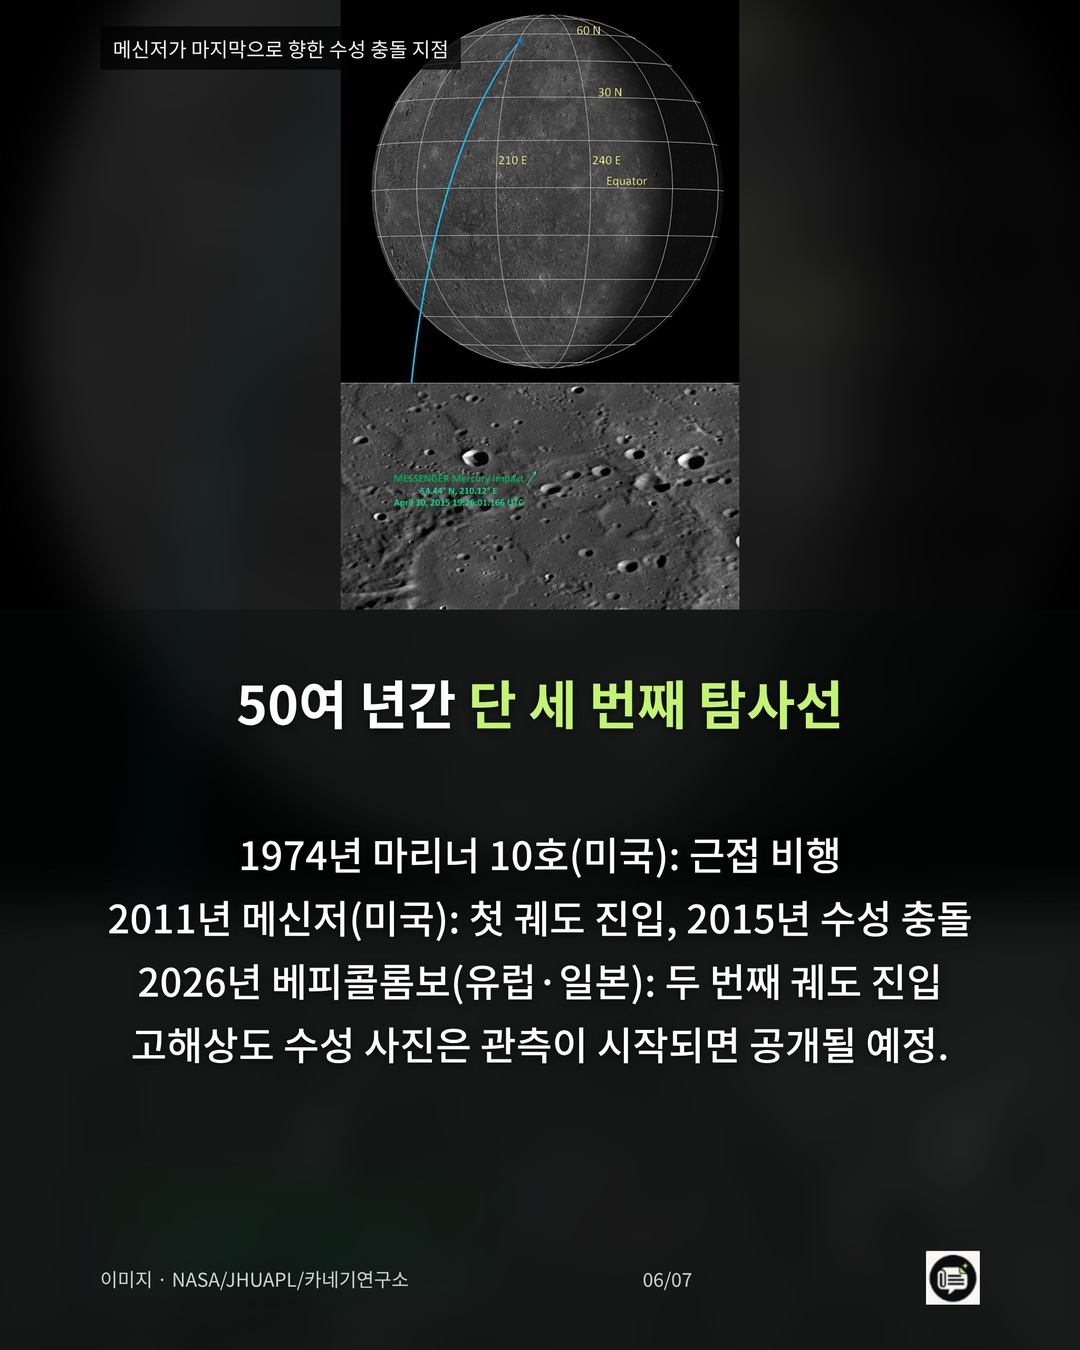 메신저가 마지막으로 향한 수성 충돌 지점
60 N
30 N
210 E
240 E
Equator
MESSENGER Mercury Impact
54.44° N, 210.12° E
April 30, 2015 19:26:01.166 UTC
50여 년간 단 세 번째 탐사선
1974년 마리너 10호(미국): 근접 비행
2011년 메신저(미국): 첫 궤도 진입, 2015년 수성 충돌
2026년 베피콜롬보(유럽·일본): 두 번째 궤도 진입
고해상도 수성 사진은 관측이 시작되면 공개될 예정.
이미지 · NASA/JHUAPL/카네기연구소
06/07